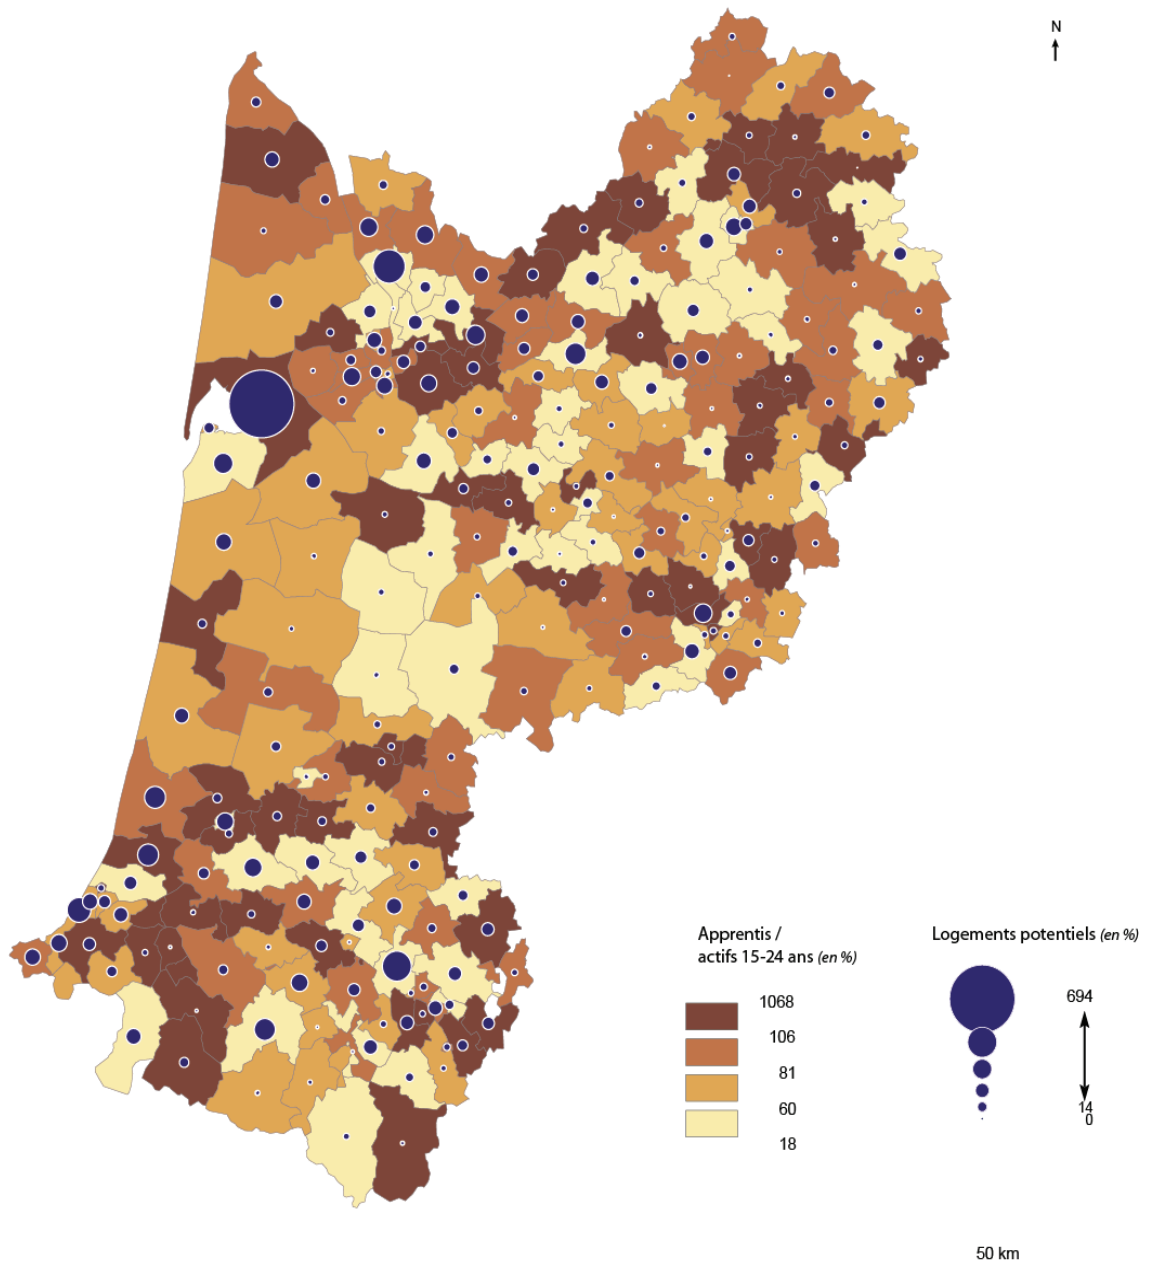 N
Apprentis /
actifs 15-24 ans (en %)
1068
106
81
60
18
Logements potentiels (en %)
694
14
0
50 km